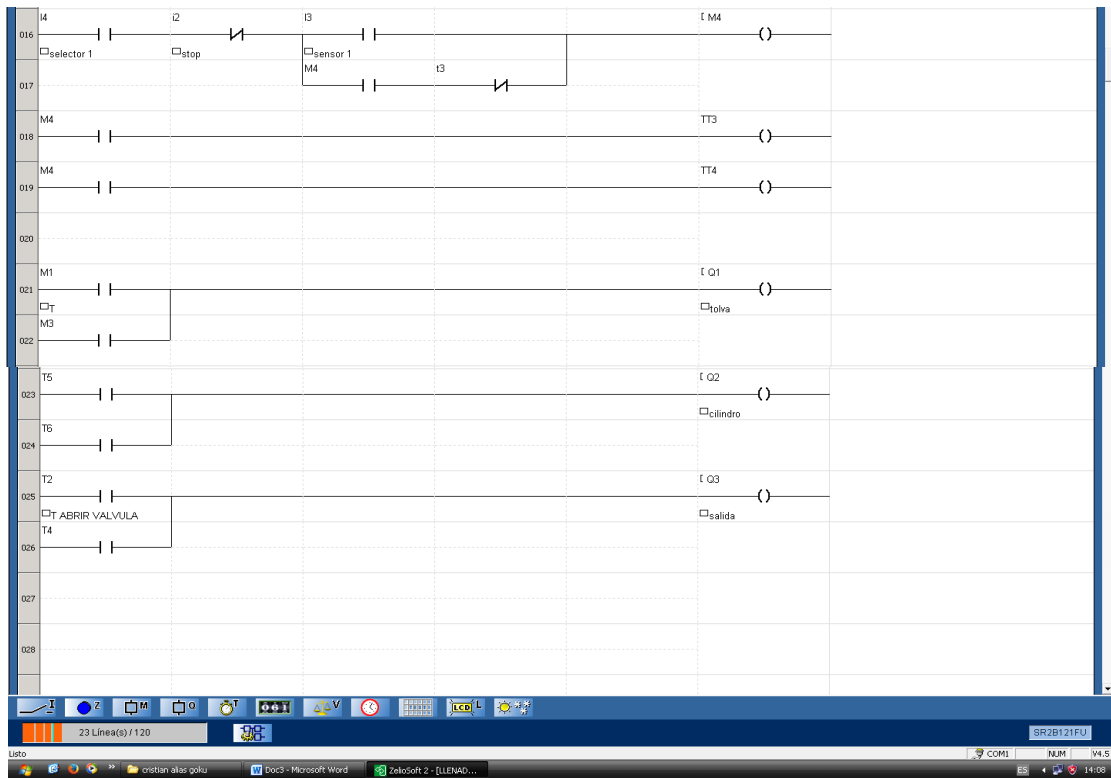 I4 i2 I3 [ M4
016
selector 1 stop sensor 1
M4 t3
017
M4 TT3
018
M4 TT4
019
020
M1 [ Q1
021
T tolva
M3
022
T5 [ Q2
023
cilindro
T6
024
T2 [ Q3
025
T ABRIR VALVULA salida
T4
026
027
028
I Z M Q T V LCD L
23 Línea(s) / 120 SR2B121FU
Listo COM1 NUM V4.5
cristian alias goku Doc3 - Microsoft Word ZelioSoft 2 - [LLENAD... ES 14:08